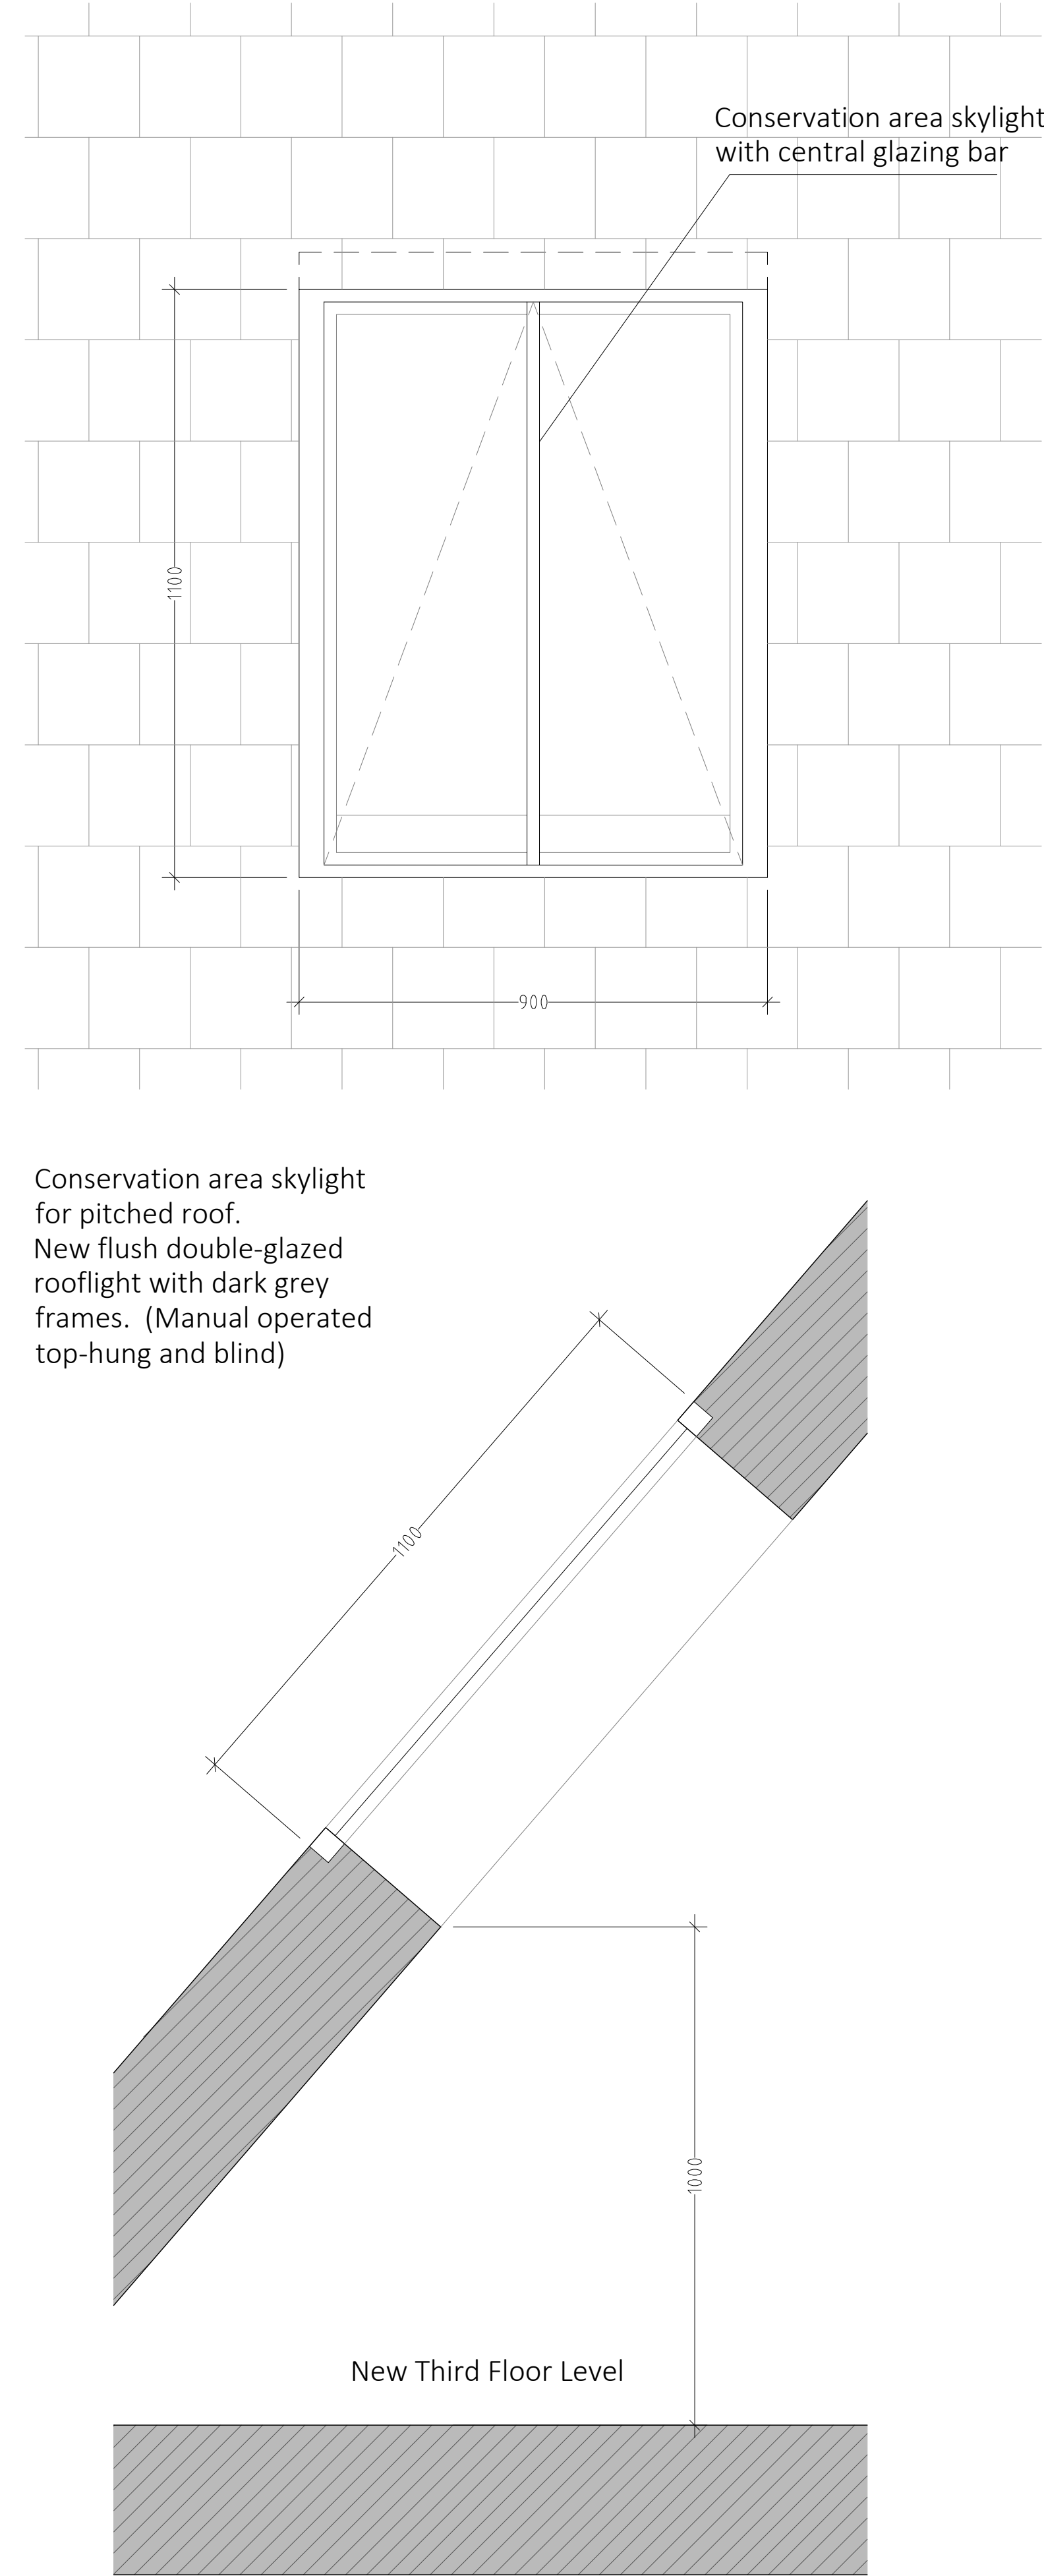 Conservation area skylight
with central glazing bar
1100
900
Conservation area skylight
for pitched roof.
New flush double-glazed
rooflight with dark grey
frames.  (Manual operated
top-hung and blind)
1100
1000
New Third Floor Level